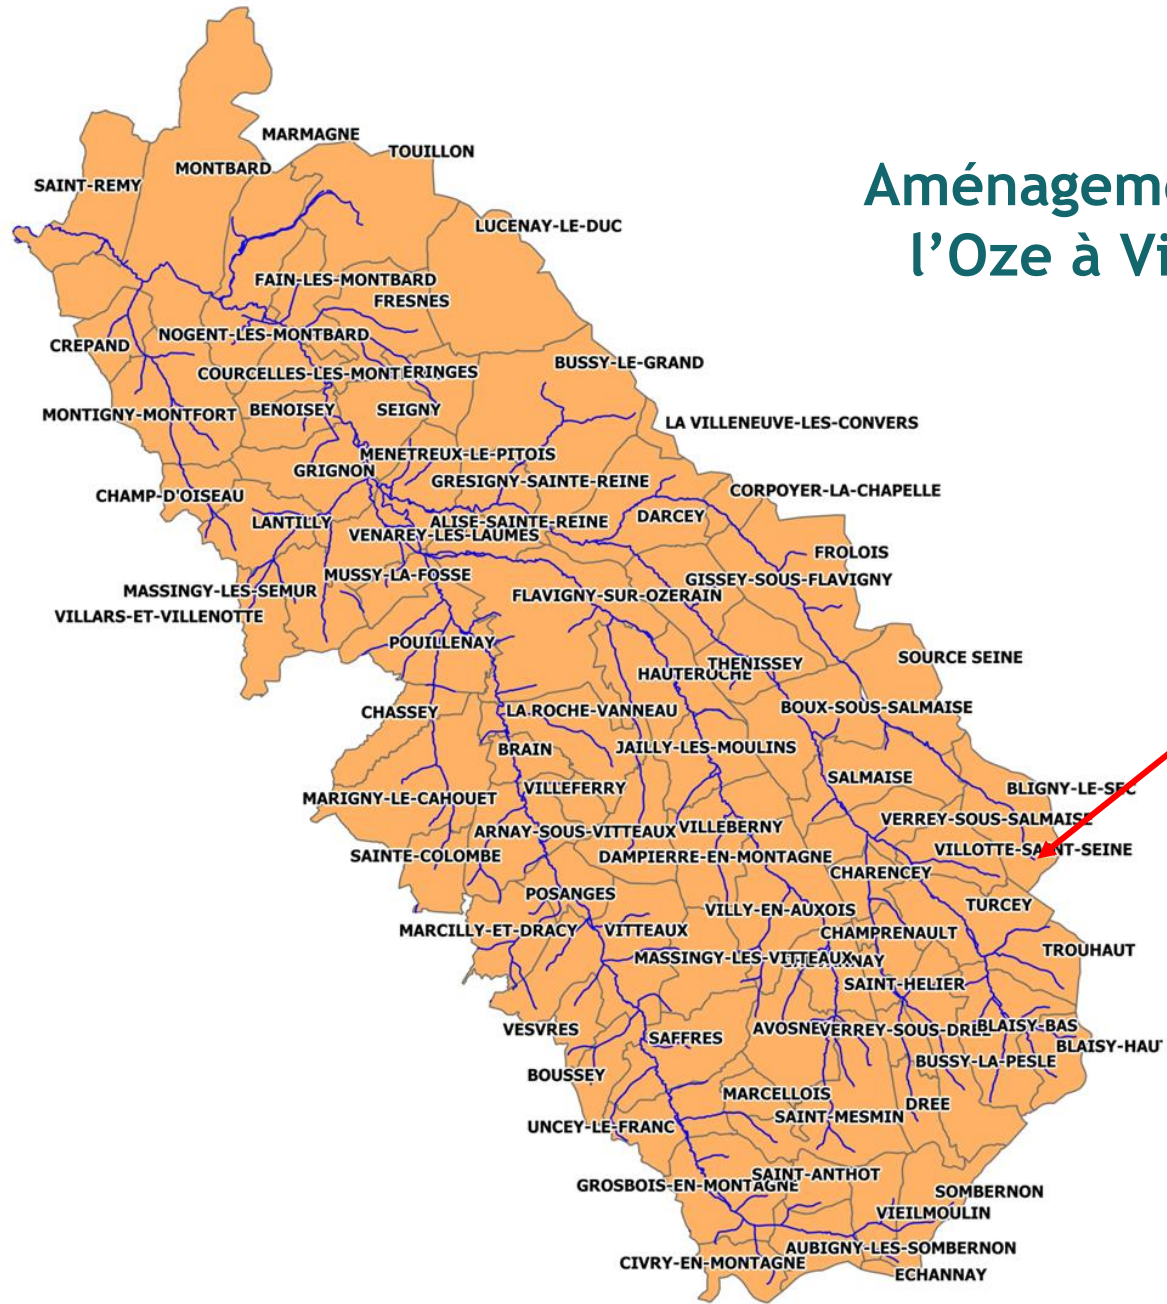 MARMAGNE
TOUILLON
MONTBARD
SAINT-REMY
Aménageme
l'Oze à Vi
LUCENAY-LE-DUC
FAIN-LES-MONTBARD
FRESNES
NOGENT-LES-MONTBARD
CREPAND
BUSSY-LE-GRAND
COURCELLES-LES-MONT
ERINGES
MONTIGNY-MONTFORT
BENOISEY
SEIGNY
LA VILLENEUVE-LES-CONVERS
MENETREUX-LE-PITOIS
GRIGNON
GRESIGNY-SAINTE-REINE
CORPOYER-LA-CHAPELLE
CHAMP-D'OISEAU
LANTILLY
ALISE-SAINTE-REINE
DARCEY
VENAREY-LES-LAUMES
FROLOIS
MUSSY-LA-FOSSE
GISSEY-SOUS-FLAVIGNY
MASSINGY-LES-SEMUR
FLAVIGNY-SUR-OZERAIN
VILLARS-ET-VILLENOTTE
POUILLENAY
SOURCE SEINE
THENISSEY
HAUTEROCHE
CHASSEY
LA ROCHE-VANNEAU
BOUX-SOUS-SALMAISE
BRAIN
JAILLY-LES-MOULINS
SALMAISE
VILLEFERRY
BLIGNY-LE-SEC
MARIGNY-LE-CAHOUET
VERREY-SOUS-SALMAISE
ARNAY-SOUS-VITTEAUX
VILLEBERNY
VILLOTTE-SAINT-SEINE
SAINTE-COLOMBE
DAMPIERRE-EN-MONTAGNE
CHARENCEY
POSANGES
TURCEY
VILLY-EN-AUXOIS
MARCILLY-ET-DRACY
VITTEAUX
CHAMPRENAULT
TROUHAUT
MASSINGY-LES-VITTEAUX
NAY
SAINT-HELIER
VESVRES
SAFFRES
AVOSNE
VERREY-SOUS-DREE
BLAISY-BAS
BLAISY-HAUT
BUSSY-LA-PESLE
BOUSSEY
MARCELLOIS
DREE
UNCEY-LE-FRANC
SAINT-MESMIN
SAINT-ANTHOT
GROSBOIS-EN-MONTAGNE
SOMBERNON
VIEILMOULIN
AUBIGNY-LES-SOMBERNON
CIVRY-EN-MONTAGNE
ECHANNAY